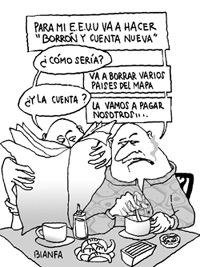 PARA MI E.E.U.U VA A HACER
"BORRÓN Y CUENTA NUEVA"
¿CÓMO SERÍA?
VA A BORRAR VARIOS
PAISES DEL MAPA
¿Y LA CUENTA?
LA VAMOS A PAGAR
NOSOTROS...
BIANFA